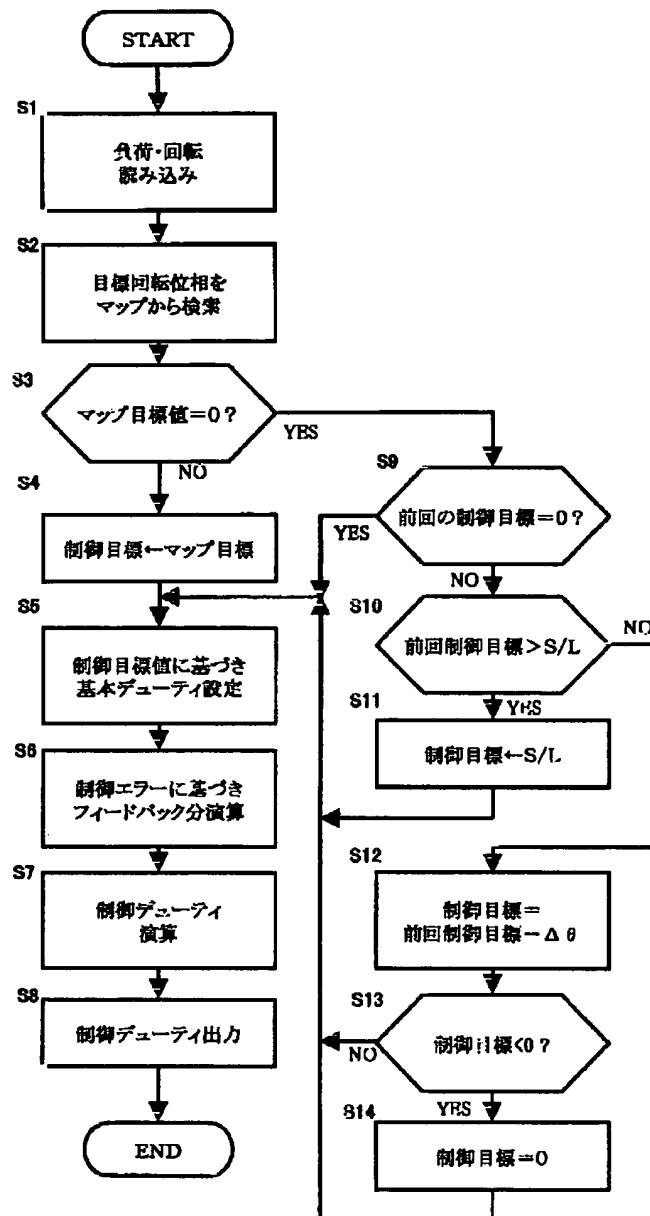 START
S1
負荷・回転
読み込み
S2
目標回転位相を
マップから検索
S3
マップ目標値=0?
YES
NO
S4
制御目標←マップ目標
S5
制御目標値に基づき
基本デューティ設定
S6
制御エラーに基づき
フィードバック分演算
S7
制御デューティ
演算
S8
制御デューティ出力
END
S9
前回の制御目標=0?
YES
NO
S10
前回制御目標>S/L
NO
YES
S11
制御目標←S/L
S12
制御目標=
前回制御目標-Δθ
S13
制御目標<0?
NO
YES
S14
制御目標=0